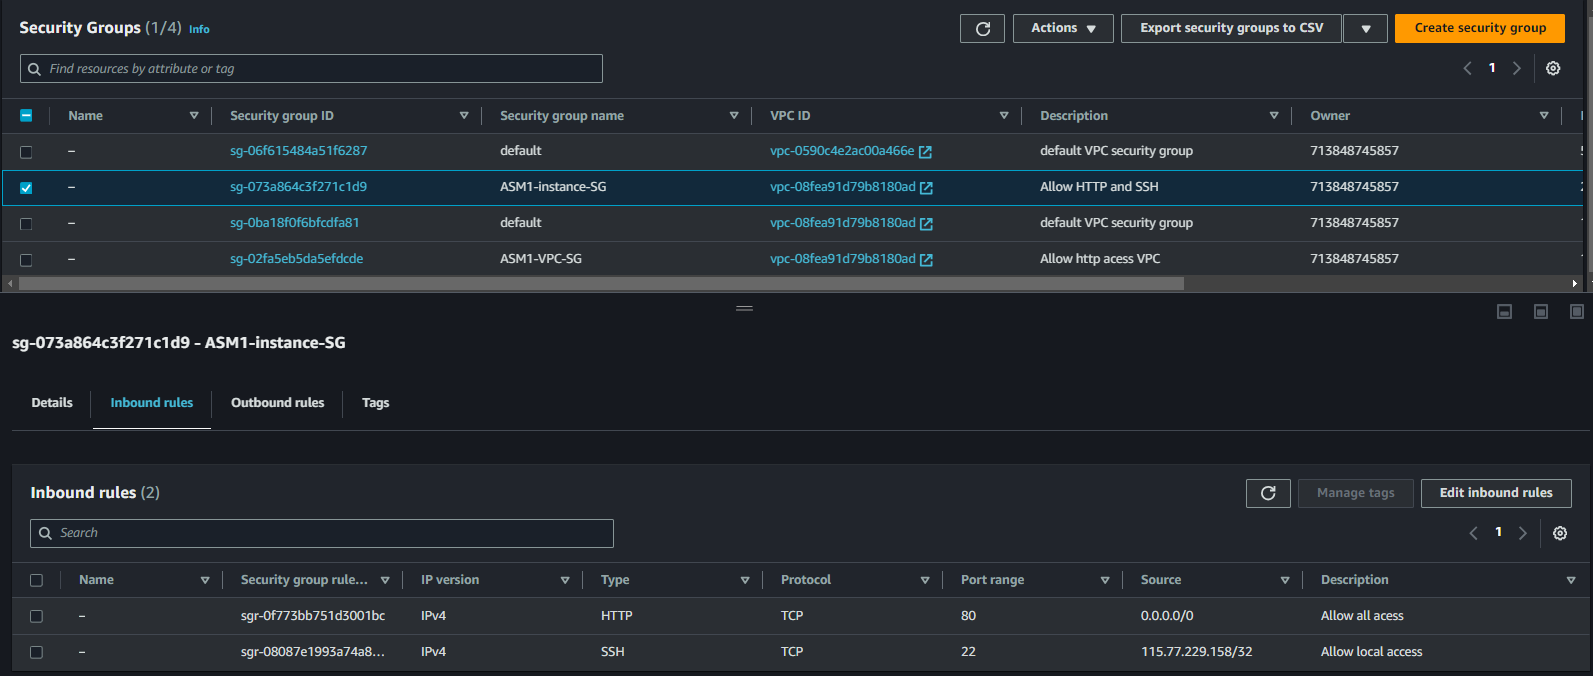 Security Groups (1/4) Info
Actions Export security groups to CSV Create security group
Find resources by attribute or tag
1
Name Security group ID Security group name VPC ID Description Owner
– sg-06f615484a51f6287 default vpc-0590c4e2ac00a466e default VPC security group 713848745857
– sg-073a864c3f271c1d9 ASM1-instance-SG vpc-08fea91d79b8180ad Allow HTTP and SSH 713848745857
– sg-0ba18f0f6bfcdfa81 default vpc-08fea91d79b8180ad default VPC security group 713848745857
– sg-02fa5eb5da5efdcde ASM1-VPC-SG vpc-08fea91d79b8180ad Allow http acess VPC 713848745857
sg-073a864c3f271c1d9 - ASM1-instance-SG
Details Inbound rules Outbound rules Tags
Inbound rules (2)
Manage tags Edit inbound rules
Search
1
Name Security group rule... IP version Type Protocol Port range Source Description
– sgr-0f773bb751d3001bc IPv4 HTTP TCP 80 0.0.0.0/0 Allow all acess
– sgr-08087e1993a74a8... IPv4 SSH TCP 22 115.77.229.158/32 Allow local access